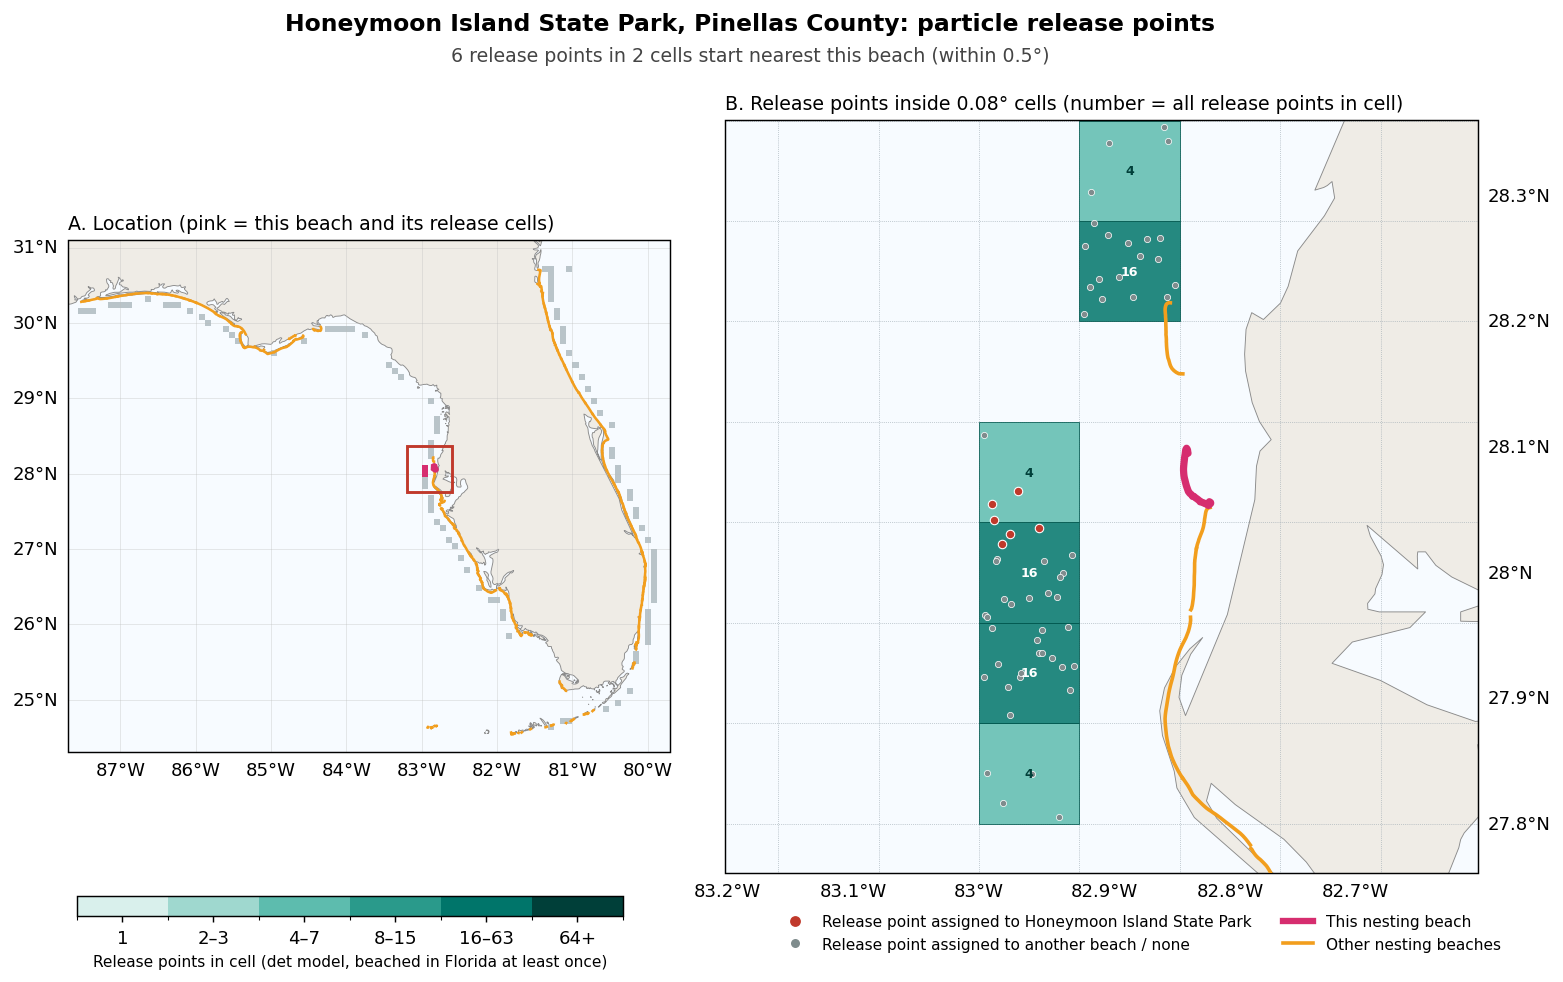 Honeymoon Island State Park, Pinellas County: particle release points
6 release points in 2 cells start nearest this beach (within 0.5°)
A. Location (pink = this beach and its release cells)
31°N
30°N
29°N
28°N
27°N
26°N
25°N
87°W 86°W 85°W 84°W 83°W 82°W 81°W 80°W
1 2–3 4–7 8–15 16–63 64+
Release points in cell (det model, beached in Florida at least once)
B. Release points inside 0.08° cells (number = all release points in cell)
4
16
4
16
16
4
28.3°N
28.2°N
28.1°N
28°N
27.9°N
27.8°N
83.2°W 83.1°W 83°W 82.9°W 82.8°W 82.7°W
Release point assigned to Honeymoon Island State Park
Release point assigned to another beach / none
This nesting beach
Other nesting beaches